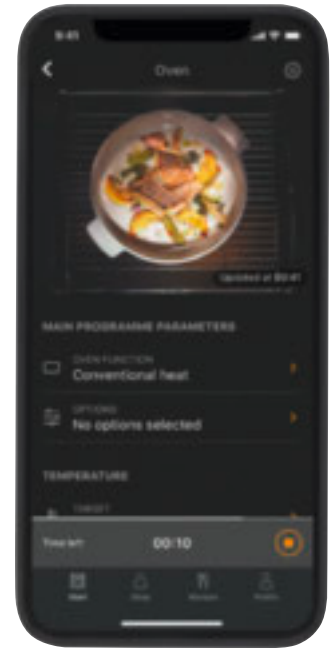 9:41
Oven
Updated at 09:41
MAIN PROGRAMME PARAMETERS
OVEN FUNCTION
Conventional heat
OPTIONS
No options selected
TEMPERATURE
TARGET
Time left
00:10